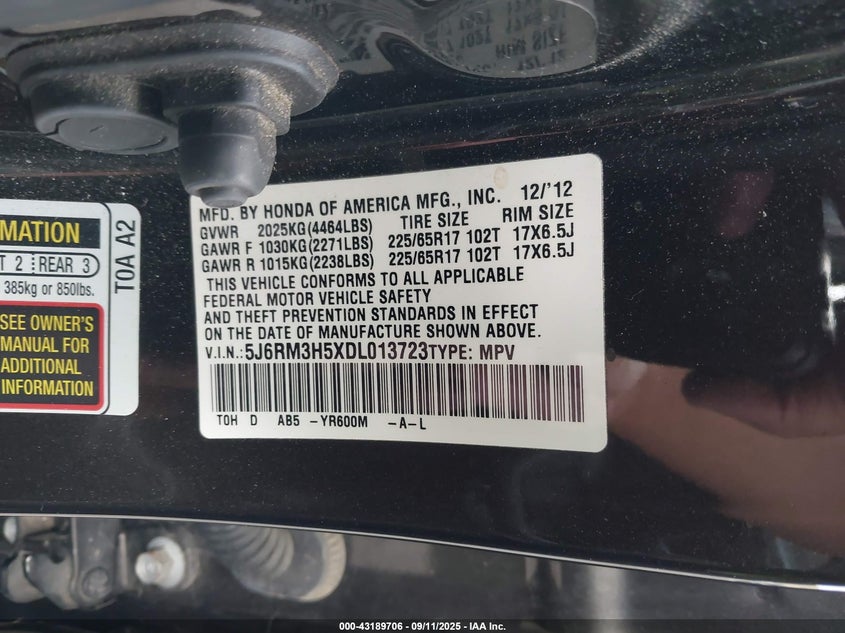 MFD. BY HONDA OF AMERICA MFG., INC. 12/'12
GVWR 2025KG(4464LBS) TIRE SIZE RIM SIZE
GAWR F 1030KG(2271LBS) 225/65R17 102T 17X6.5J
GAWR R 1015KG(2238LBS) 225/65R17 102T 17X6.5J
THIS VEHICLE CONFORMS TO ALL APPLICABLE
FEDERAL MOTOR VEHICLE SAFETY
AND THEFT PREVENTION STANDARDS IN EFFECT
ON THE DATE OF MANUFACTURE SHOWN ABOVE.
V.I.N.: 5J6RM3H5XDL013723 TYPE: MPV
TOH D AB5 -YR600M -A-L
MATION
T 2 REAR 3
385kg or 850lbs.
SEE OWNER'S
MANUAL FOR
ADDITIONAL
INFORMATION
T0A A2
000-43189706 - 09/11/2025 - IAA Inc.